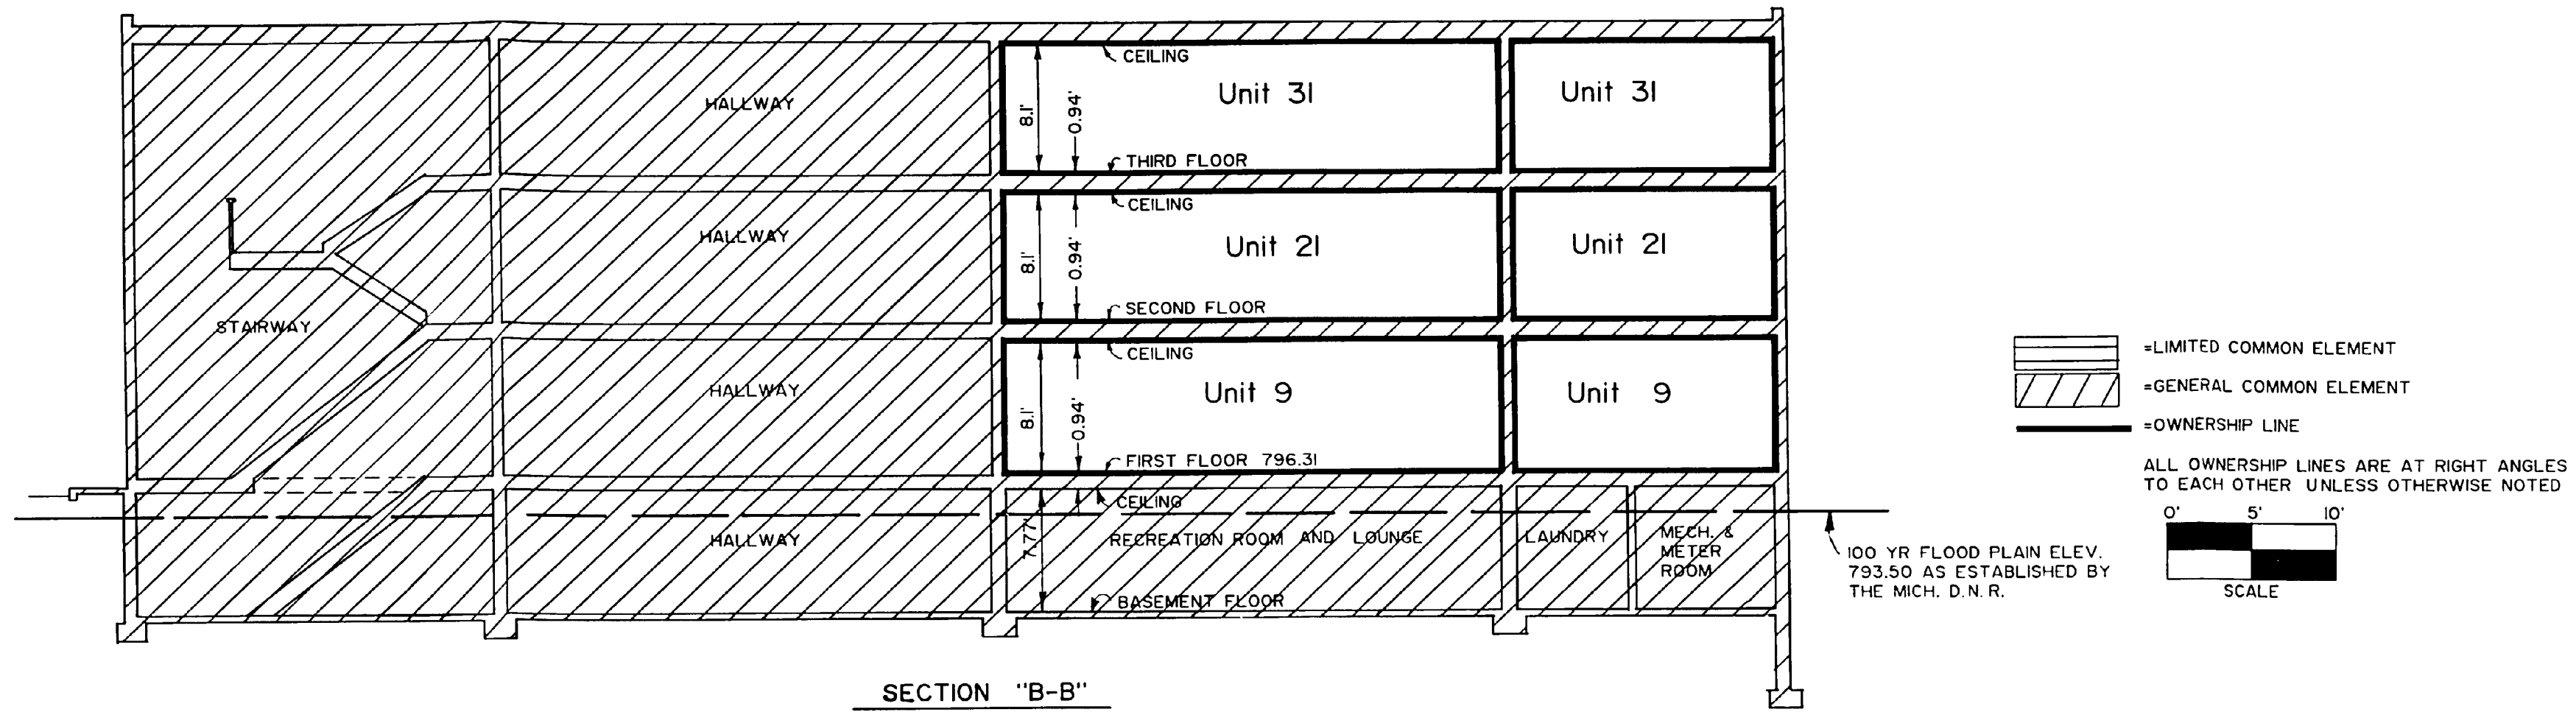 CEILING
HALLWAY
Unit 31
Unit 31
8.1'
0.94'
THIRD FLOOR
CEILING
HALLWAY
Unit 21
Unit 21
8.1'
0.94'
SECOND FLOOR
STAIRWAY
CEILING
HALLWAY
Unit 9
Unit 9
8.1'
0.94'
FIRST FLOOR 796.31
CEILING
HALLWAY
7.77'
RECREATION ROOM AND LOUNGE
LAUNDRY
MECH. &
METER
ROOM
BASEMENT FLOOR
100 YR FLOOD PLAIN ELEV.
793.50 AS ESTABLISHED BY
THE MICH. D.N.R.
=LIMITED COMMON ELEMENT
=GENERAL COMMON ELEMENT
=OWNERSHIP LINE
ALL OWNERSHIP LINES ARE AT RIGHT ANGLES
TO EACH OTHER UNLESS OTHERWISE NOTED
0' 5' 10'
SCALE
SECTION "B-B"